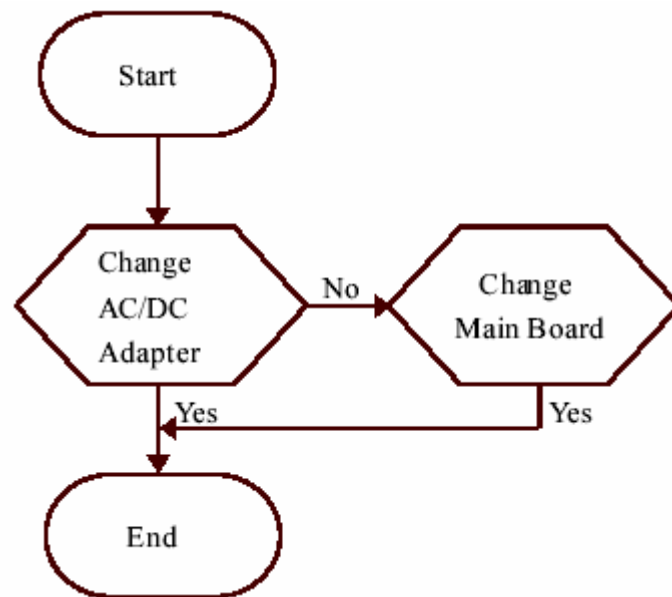 Start
Change
AC/DC
Adapter
No
Change
Main Board
Yes
Yes
End